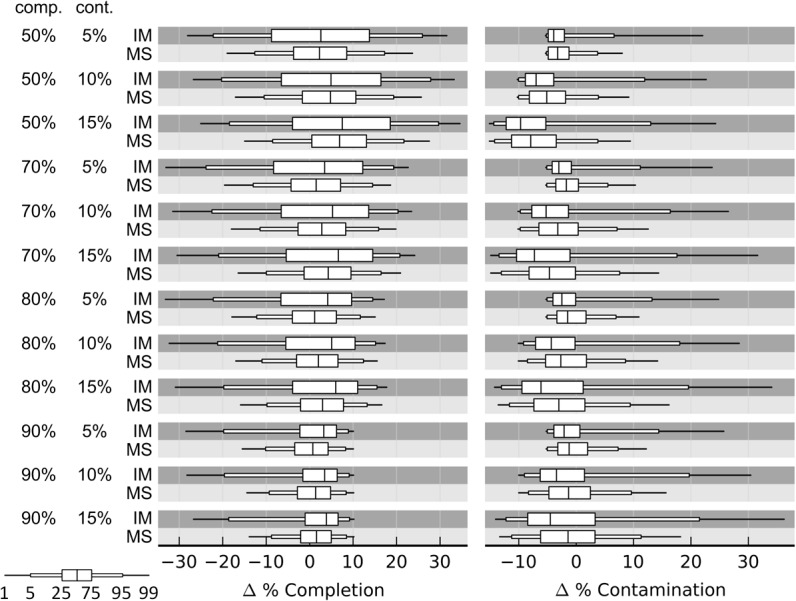 comp. cont.
50% 5% IM
MS
50% 10% IM
MS
50% 15% IM
MS
70% 5% IM
MS
70% 10% IM
MS
70% 15% IM
MS
80% 5% IM
MS
80% 10% IM
MS
80% 15% IM
MS
90% 5% IM
MS
90% 10% IM
MS
90% 15% IM
MS
−30 −20 −10 0 10 20 30 −10 0 10 20 30
Δ % Completion Δ % Contamination
1 5 25 75 95 99